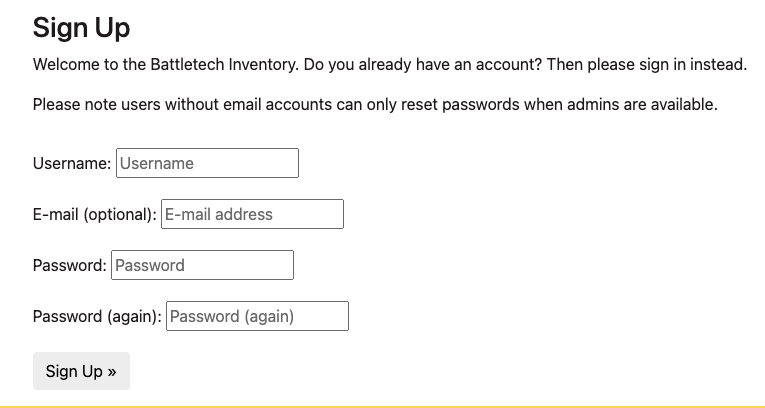 Sign Up
Welcome to the Battletech Inventory. Do you already have an account? Then please sign in instead.
Please note users without email accounts can only reset passwords when admins are available.
Username: Username
E-mail (optional): E-mail address
Password: Password
Password (again): Password (again)
Sign Up »